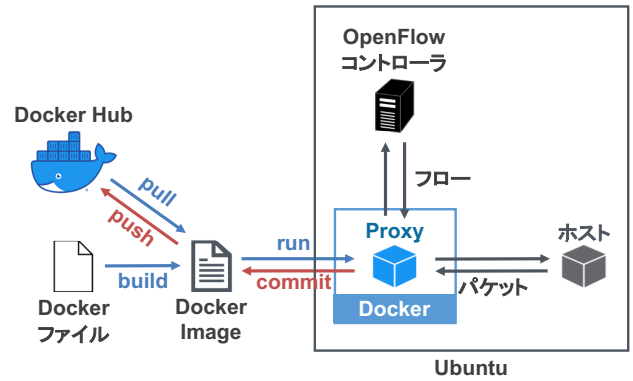 OpenFlow
コントローラ
Docker Hub
pull
push
フロー
Proxy
ホスト
run
build
commit
パケット
Docker
ファイル
Docker
Image
Docker
Ubuntu